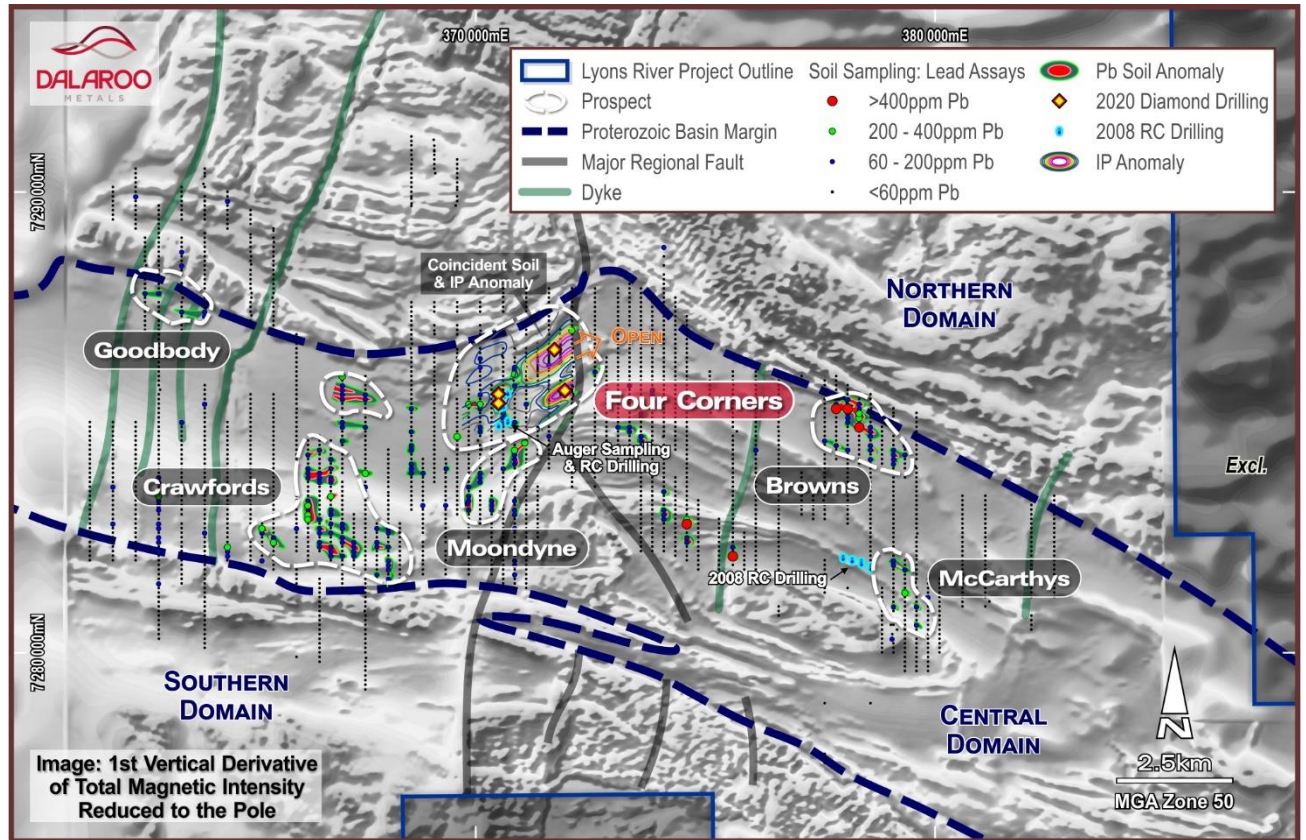 DALAROO
METALS
370 000mE
380 000mE
Lyons River Project Outline
Prospect
Proterozoic Basin Margin
Major Regional Fault
Dyke
Soil Sampling: Lead Assays
>400ppm Pb
200 - 400ppm Pb
60 - 200ppm Pb
<60ppm Pb
Pb Soil Anomaly
2020 Diamond Drilling
2008 RC Drilling
IP Anomaly
7 290 000mN
Coincident Soil
& IP Anomaly
NORTHERN
DOMAIN
OPEN
Goodbody
Four Corners
Auger Sampling
& RC Drilling
Crawfords
Browns
Excl.
Moondyne
2008 RC Drilling
McCarthys
7 280 000mN
SOUTHERN
DOMAIN
CENTRAL
DOMAIN
N
2.5km
MGA Zone 50
Image: 1st Vertical Derivative
of Total Magnetic Intensity
Reduced to the Pole